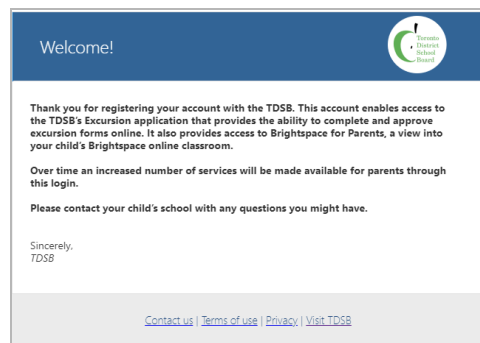 Welcome!
Toronto
District
School
Board
Thank you for registering your account with the TDSB. This account enables access to
the TDSB's Excursion application that provides the ability to complete and approve
excursion forms online. It also provides access to Brightspace for Parents, a view into
your child's Brightspace online classroom.
Over time an increased number of services will be made available for parents through
this login.
Please contact your child's school with any questions you might have.
Sincerely,
TDSB
Contact us | Terms of use | Privacy | Visit TDSB